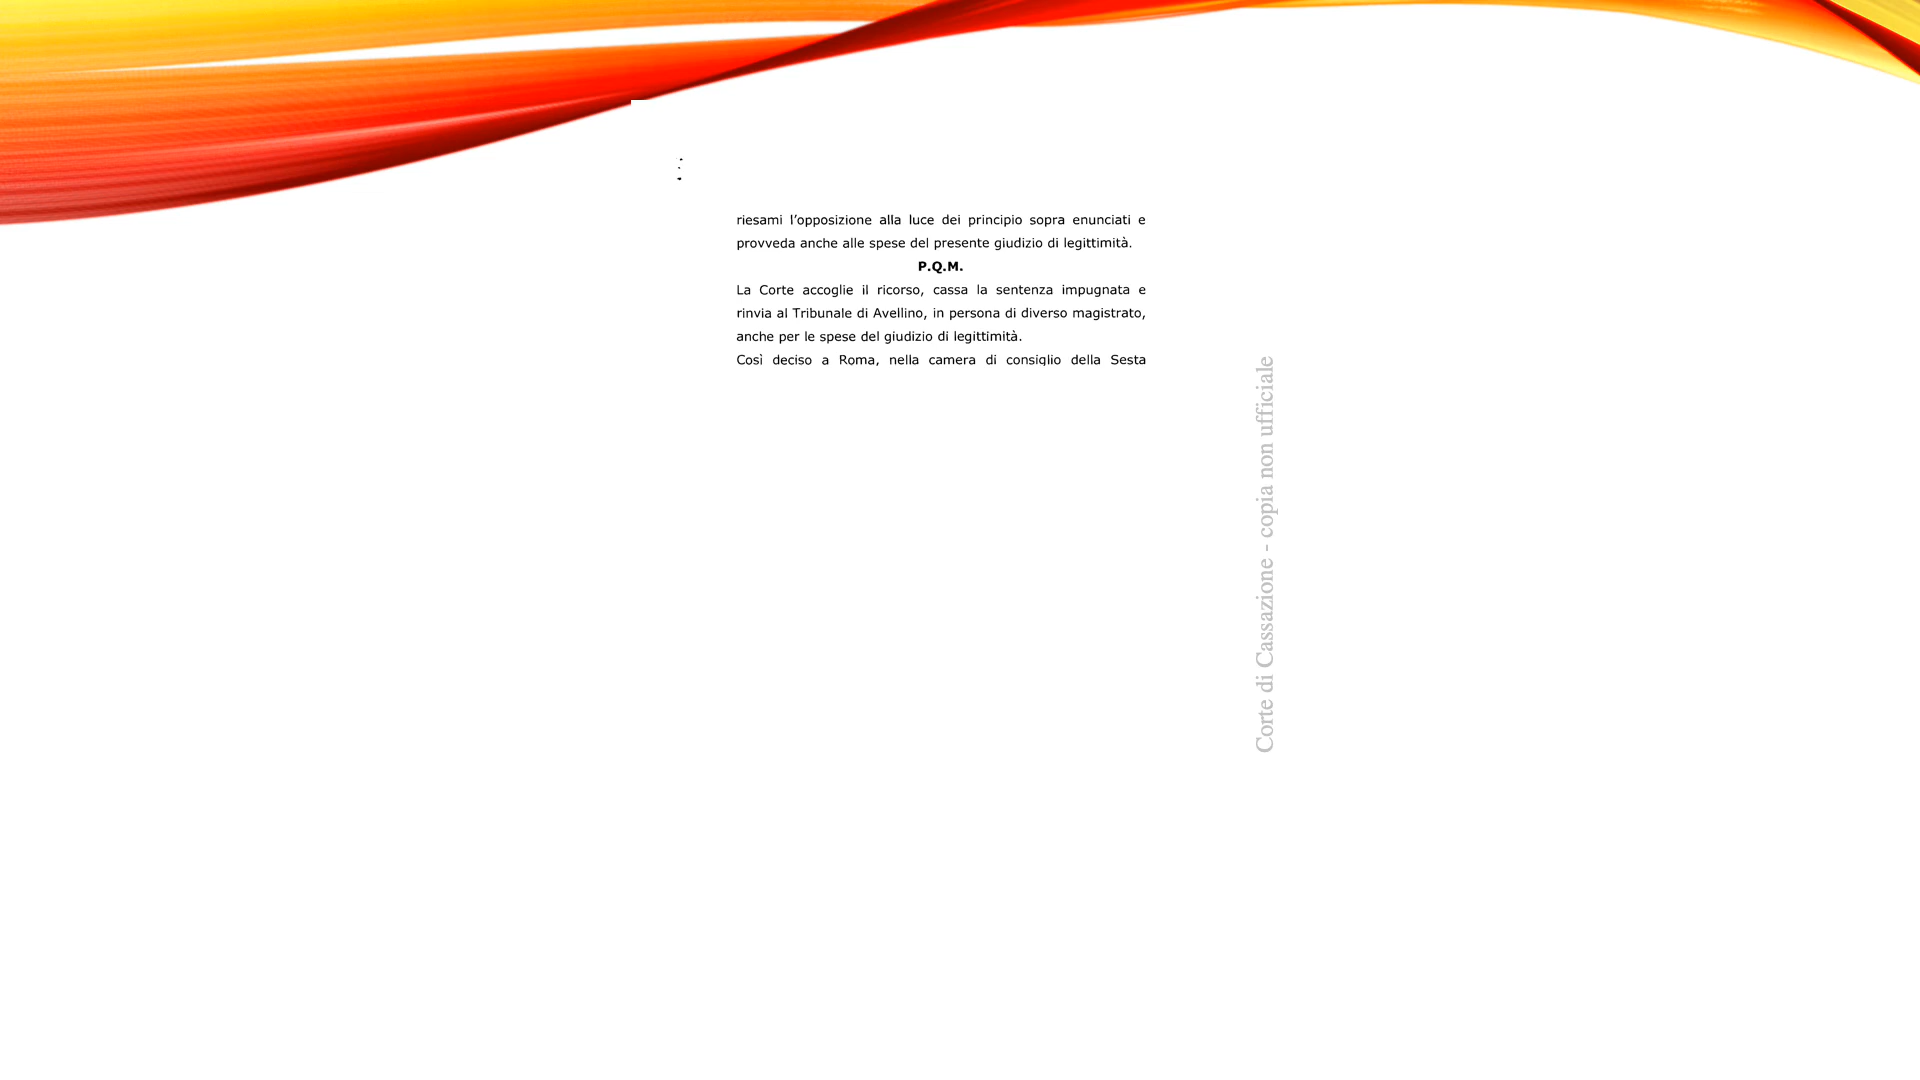 riesami l'opposizione alla luce dei principio sopra enunciati e
provveda anche alle spese del presente giudizio di legittimità.
P.Q.M.
La Corte accoglie il ricorso, cassa la sentenza impugnata e
rinvia al Tribunale di Avellino, in persona di diverso magistrato,
anche per le spese del giudizio di legittimità.
Così deciso a Roma, nella camera di consiglio della Sesta
Corte di Cassazione - copia non ufficiale